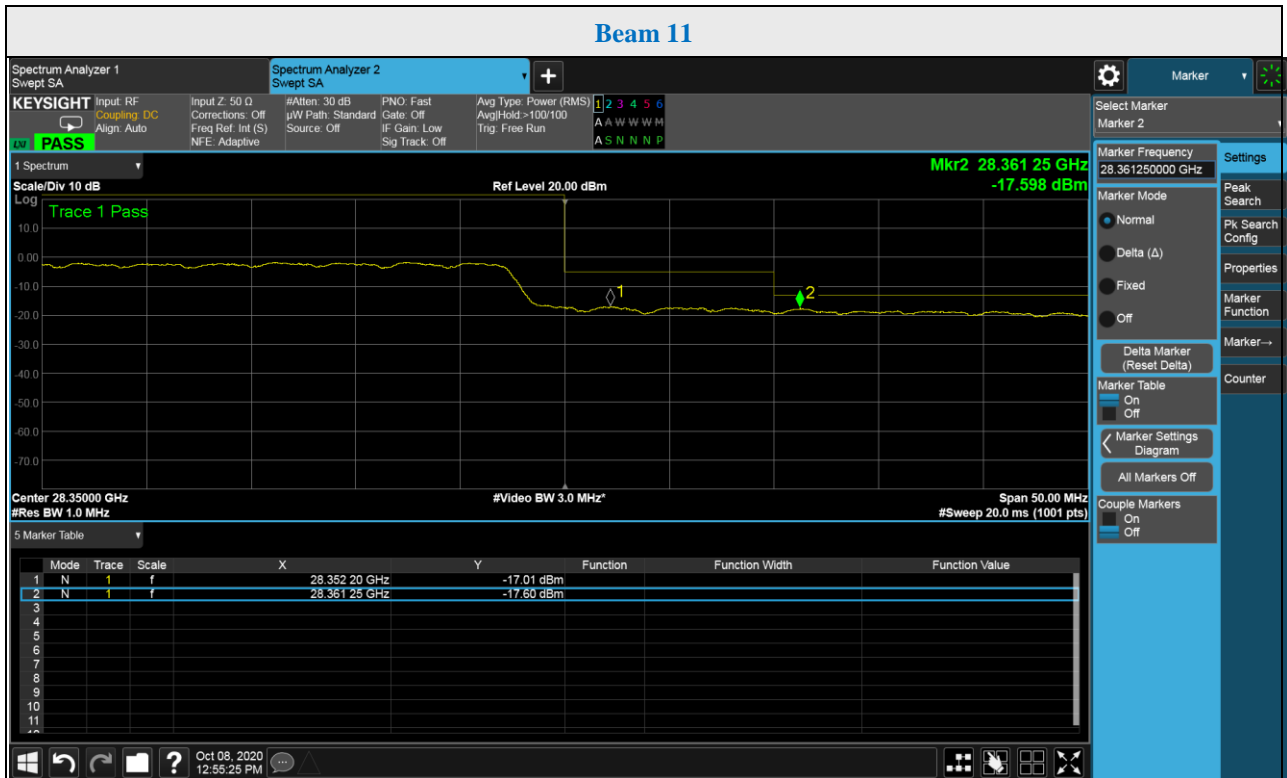 Beam 11
Spectrum Analyzer 1
Swept SA
Spectrum Analyzer 2
Swept SA
Marker
KEYSIGHT
Input: RF
Coupling: DC
Align: Auto
Input Z: 50 Ω
Corrections: Off
Freq Ref: Int (S)
NFE: Adaptive
#Atten: 30 dB
µW Path: Standard
Source: Off
PNO: Fast
Gate: Off
IF Gain: Low
Sig Track: Off
Avg Type: Power (RMS)
Avg|Hold:>100/100
Trig: Free Run
1 2 3 4 5 6
A A W W W M
A S N N N P
LXI
PASS
Select Marker
Marker 2
1 Spectrum
Scale/Div 10 dB
Ref Level 20.00 dBm
Mkr2 28.361 25 GHz
-17.598 dBm
Log
Trace 1 Pass
10.0
0.00
-10.0
-20.0
-30.0
-40.0
-50.0
-60.0
-70.0
1
2
Center 28.35000 GHz
#Res BW 1.0 MHz
#Video BW 3.0 MHz*
Span 50.00 MHz
#Sweep 20.0 ms (1001 pts)
Marker Frequency
28.361250000 GHz
Marker Mode
Normal
Delta (Δ)
Fixed
Off
Delta Marker
(Reset Delta)
Marker Table
On
Off
Marker Settings
Diagram
All Markers Off
Couple Markers
On
Off
Settings
Peak
Search
Pk Search
Config
Properties
Marker
Function
Marker→
Counter
5 Marker Table
Mode Trace Scale X Y Function Function Width Function Value
1 N 1 f 28.352 20 GHz -17.01 dBm
2 N 1 f 28.361 25 GHz -17.60 dBm
3
4
5
6
7
8
9
10
11
Oct 08, 2020
12:55:25 PM